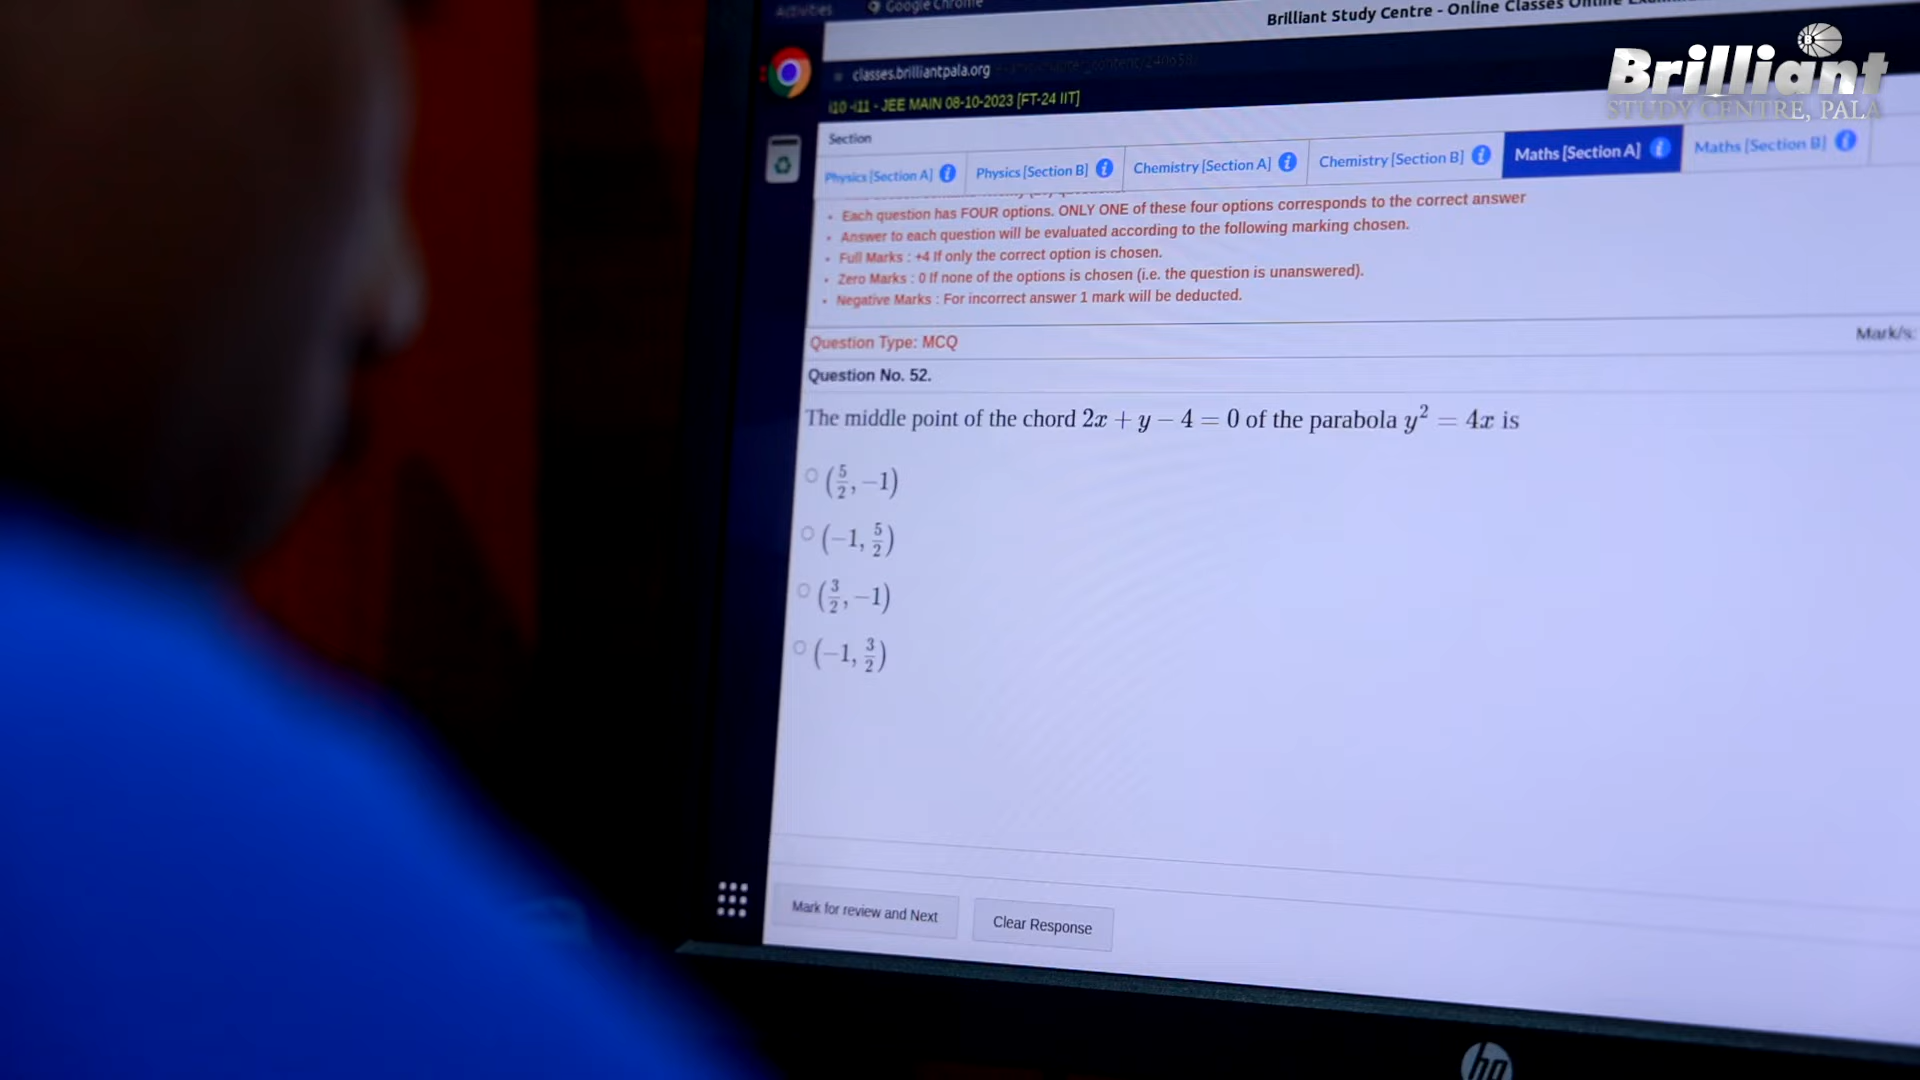 Activities Google Chrome
Brilliant Study Centre - Online Classes Online
Brilliant
STUDY CENTRE, PALA
classes.brilliantpala.org
i10 -i11 - JEE MAIN 08-10-2023 [FT-24 IIT]
Section
Physics [Section A] i Physics [Section B] i Chemistry [Section A] i Chemistry [Section B] i Maths [Section A] i Maths [Section B] i
• Each question has FOUR options. ONLY ONE of these four options corresponds to the correct answer
• Answer to each question will be evaluated according to the following marking chosen.
• Full Marks : +4 If only the correct option is chosen.
• Zero Marks : 0 If none of the options is chosen (i.e. the question is unanswered).
• Negative Marks : For incorrect answer 1 mark will be deducted.
Question Type: MCQ
Mark/s:
Question No. 52.
The middle point of the chord 2x + y − 4 = 0 of the parabola y² = 4x is
(5/2, −1)
(−1, 5/2)
(3/2, −1)
(−1, 3/2)
Mark for review and Next Clear Response
hp